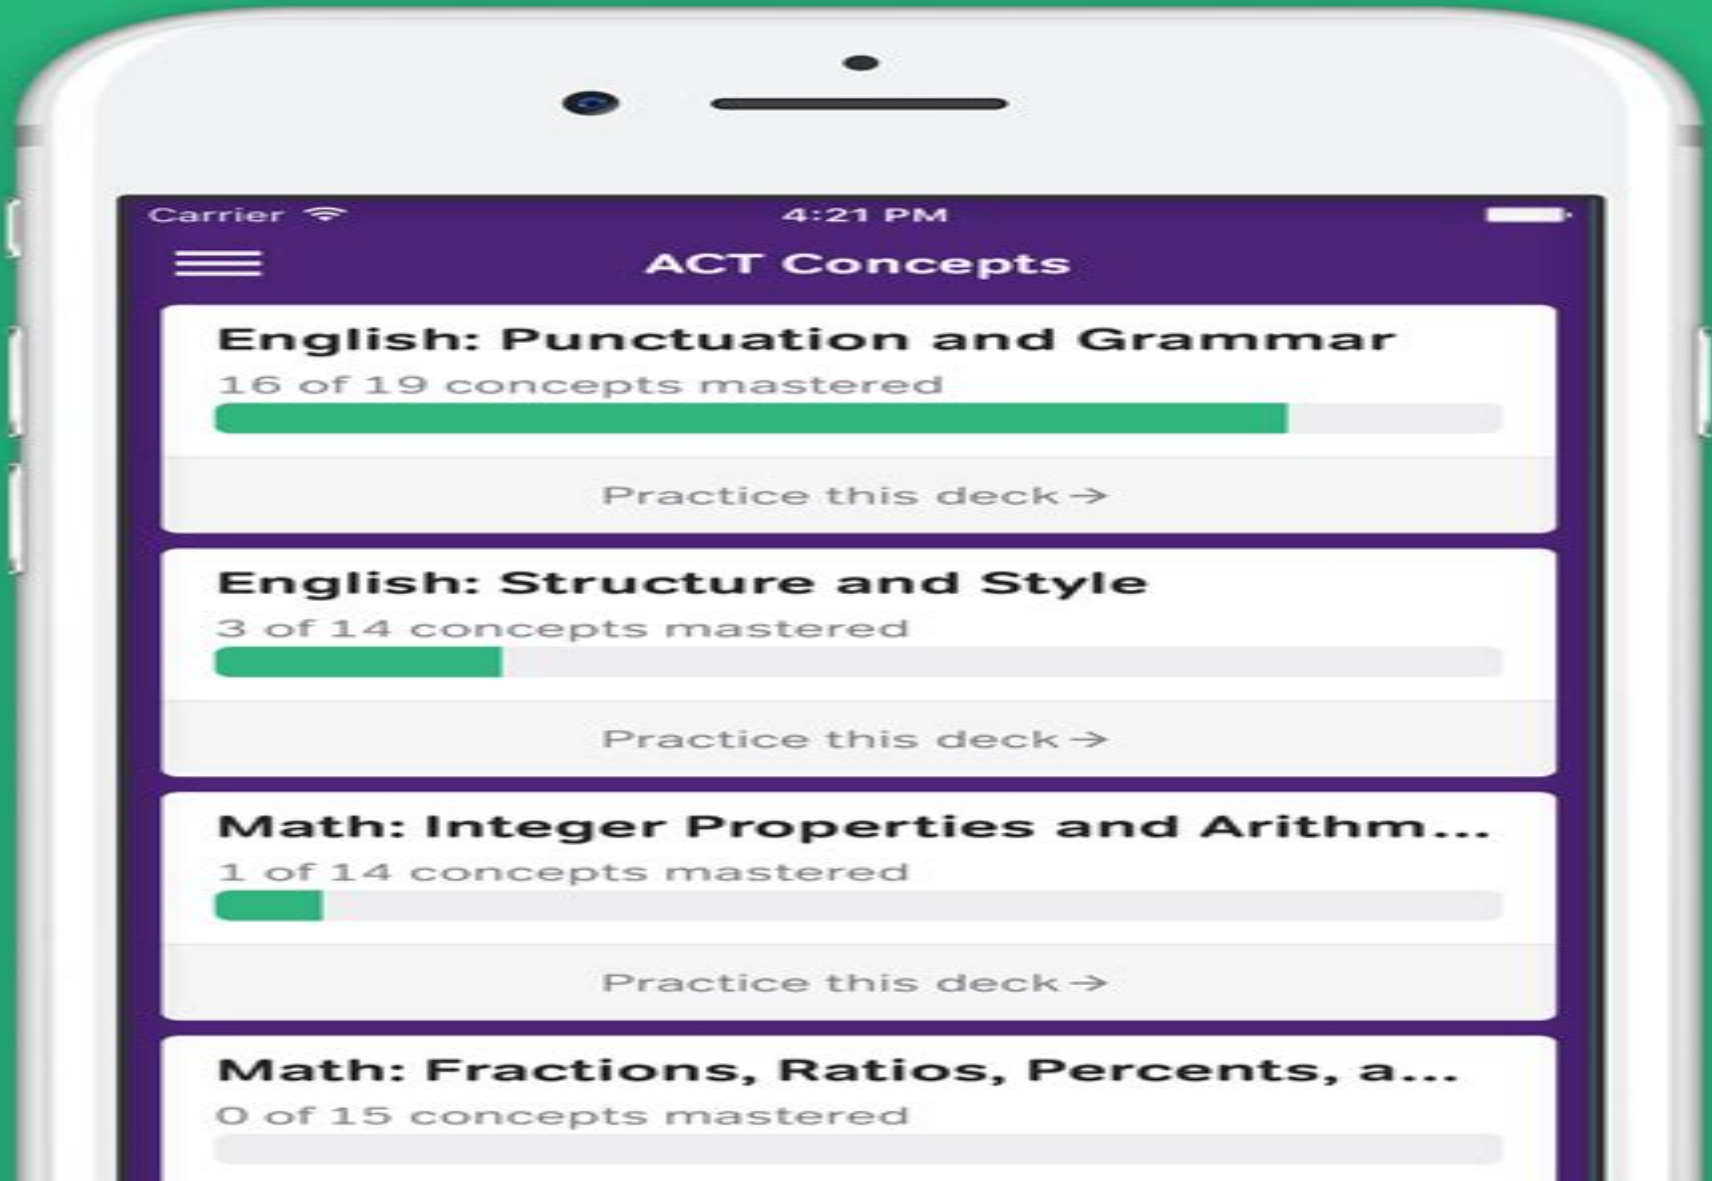 Carrier
4:21 PM
ACT Concepts
English: Punctuation and Grammar
16 of 19 concepts mastered
Practice this deck →
English: Structure and Style
3 of 14 concepts mastered
Practice this deck →
Math: Integer Properties and Arithm...
1 of 14 concepts mastered
Practice this deck →
Math: Fractions, Ratios, Percents, a...
0 of 15 concepts mastered